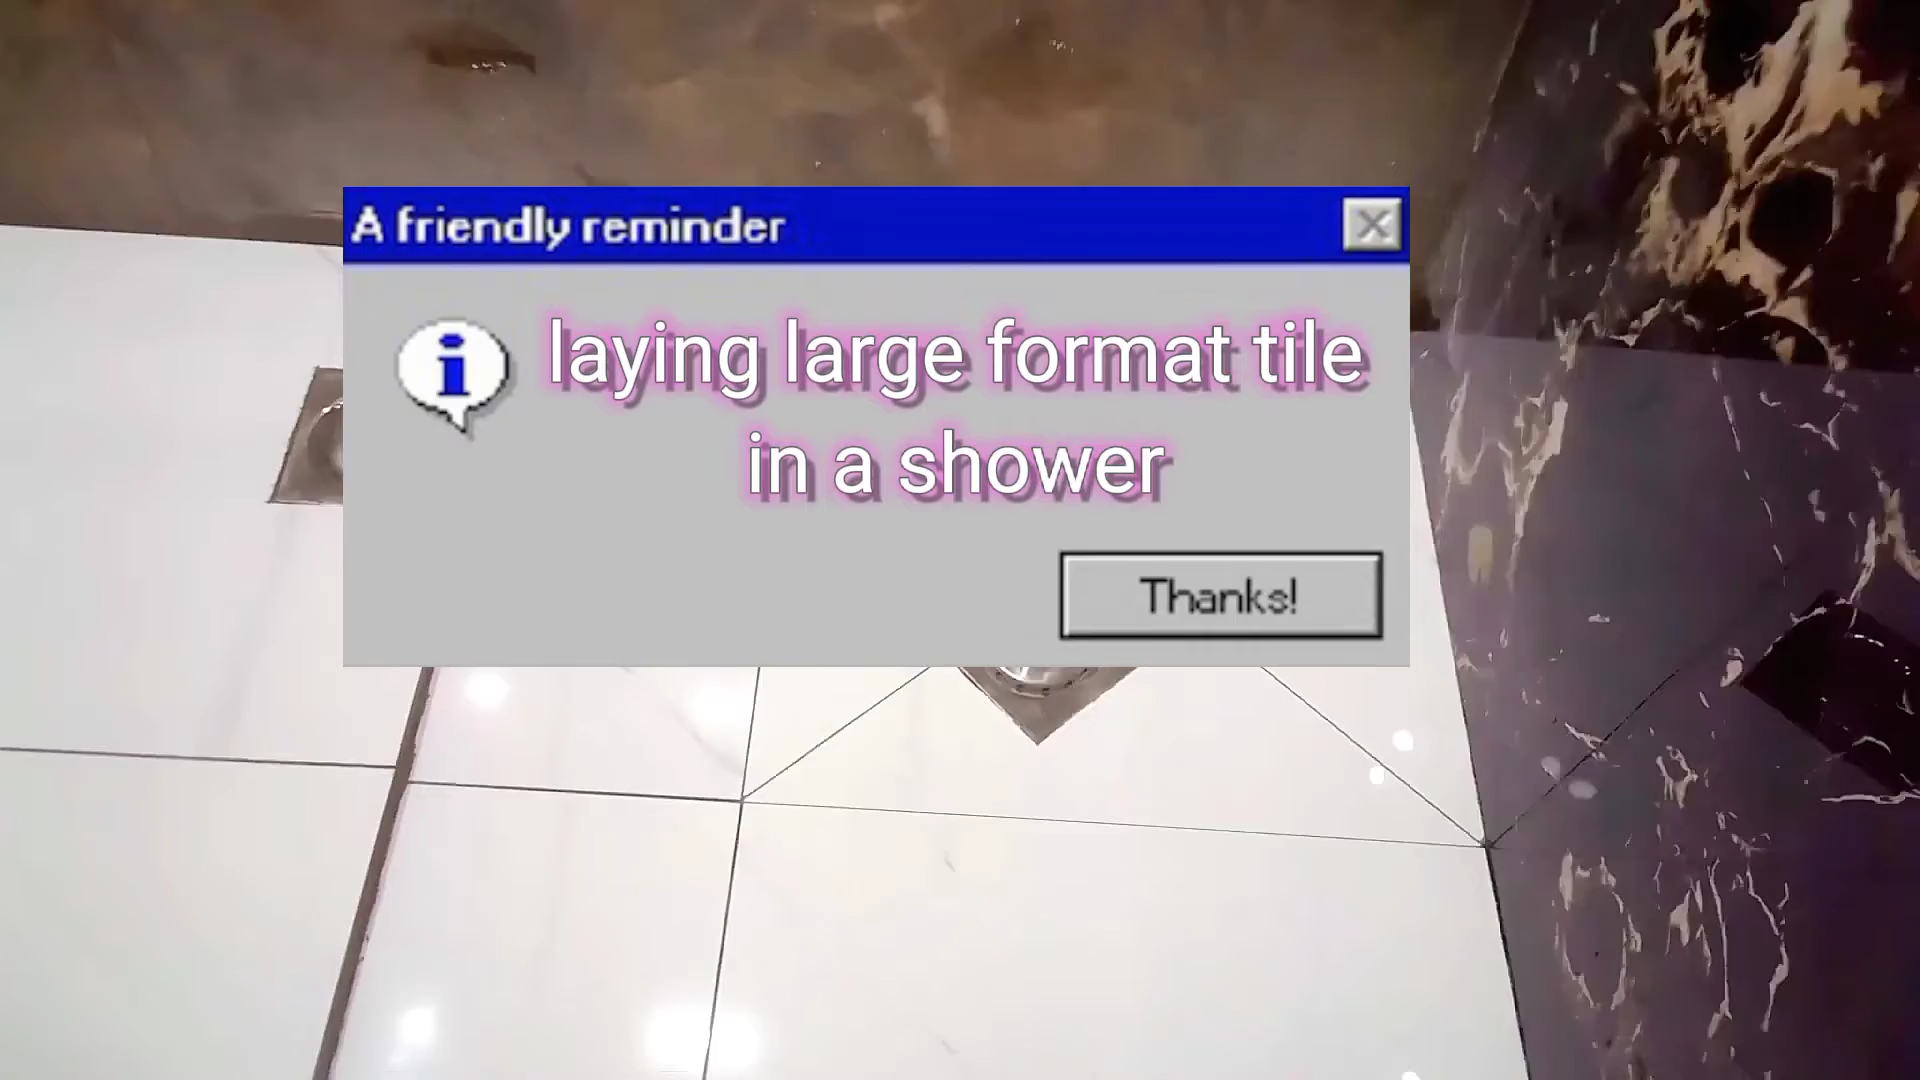 A friendly reminder
laying large format tile
in a shower
Thanks!